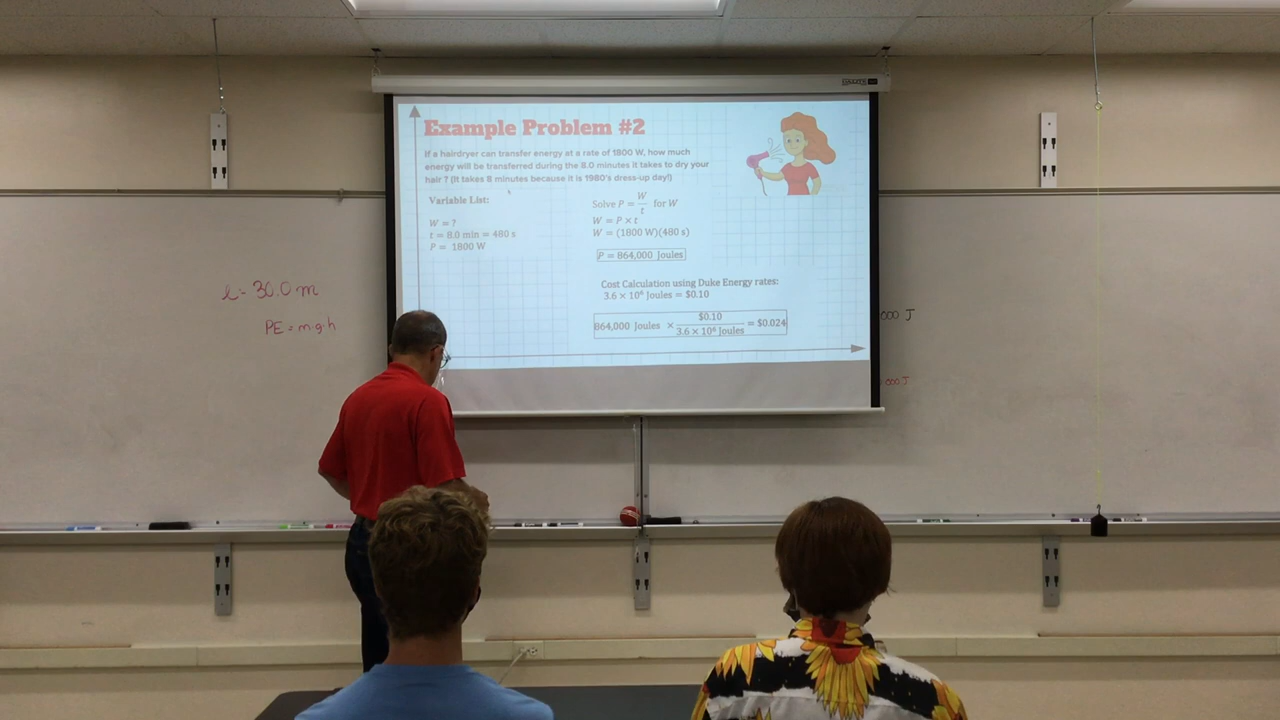 Example Problem #2
If a hairdryer can transfer energy at a rate of 1800 W, how much
energy will be transferred during the 8.0 minutes it takes to dry your
hair ? (It takes 8 minutes because it is 1980's dress-up day!)
Variable List:
W = ?
t = 8.0 min = 480 s
P = 1800 W
Solve P = W/t for W
W = P × t
W = (1800 W)(480 s)
P = 864,000 Joules
Cost Calculation using Duke Energy rates:
3.6 × 10⁶ Joules = $0.10
864,000 Joules × $0.10/3.6 × 10⁶ Joules = $0.024
l = 30.0 m
PE = m·g·h
000 J
000 J